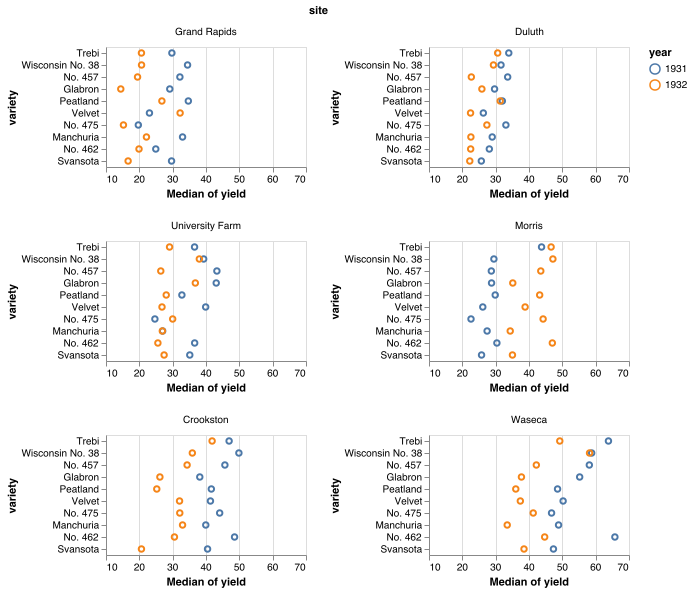 site
Grand Rapids
variety
Trebi
Wisconsin No. 38
No. 457
Glabron
Peatland
Velvet
No. 475
Manchuria
No. 462
Svansota
10 20 30 40 50 60 70
Median of yield
Duluth
variety
Trebi
Wisconsin No. 38
No. 457
Glabron
Peatland
Velvet
No. 475
Manchuria
No. 462
Svansota
10 20 30 40 50 60 70
Median of yield
year
1931
1932
University Farm
variety
Trebi
Wisconsin No. 38
No. 457
Glabron
Peatland
Velvet
No. 475
Manchuria
No. 462
Svansota
10 20 30 40 50 60 70
Median of yield
Morris
variety
Trebi
Wisconsin No. 38
No. 457
Glabron
Peatland
Velvet
No. 475
Manchuria
No. 462
Svansota
10 20 30 40 50 60 70
Median of yield
Crookston
variety
Trebi
Wisconsin No. 38
No. 457
Glabron
Peatland
Velvet
No. 475
Manchuria
No. 462
Svansota
10 20 30 40 50 60 70
Median of yield
Waseca
variety
Trebi
Wisconsin No. 38
No. 457
Glabron
Peatland
Velvet
No. 475
Manchuria
No. 462
Svansota
10 20 30 40 50 60 70
Median of yield